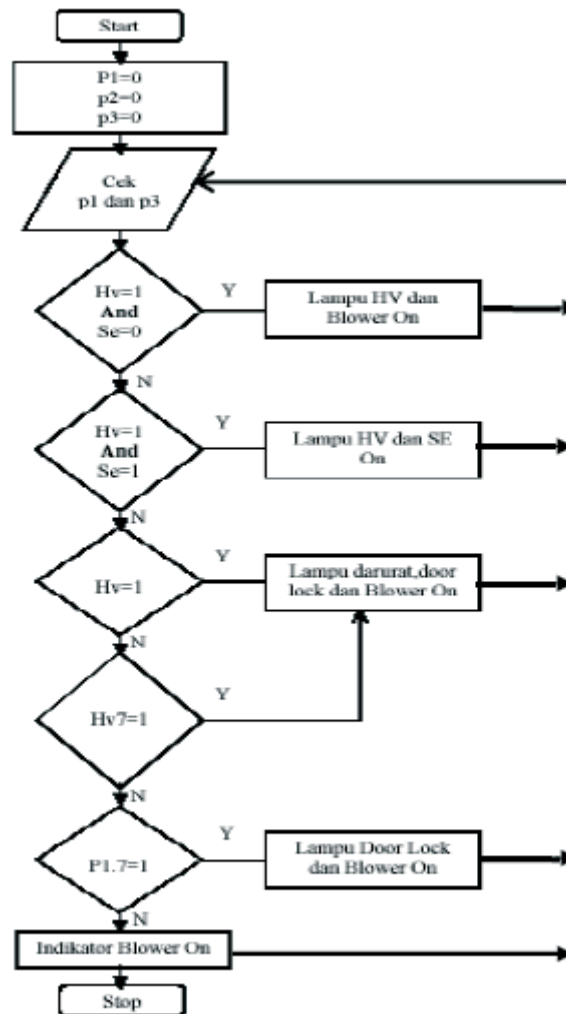 Start
P1=0
p2=0
p3=0
Cek
p1 dan p3
Hv=1
And
Se=0
Y
Lampu HV dan
Blower On
N
Hv=1
And
Se=1
Y
Lampu HV dan SE
On
N
Hv=1
Y
Lampu darurat,door
lock dan Blower On
N
Hv7=1
Y
N
P1.7=1
Y
Lampu Door Lock
dan Blower On
N
Indikator Blower On
Stop